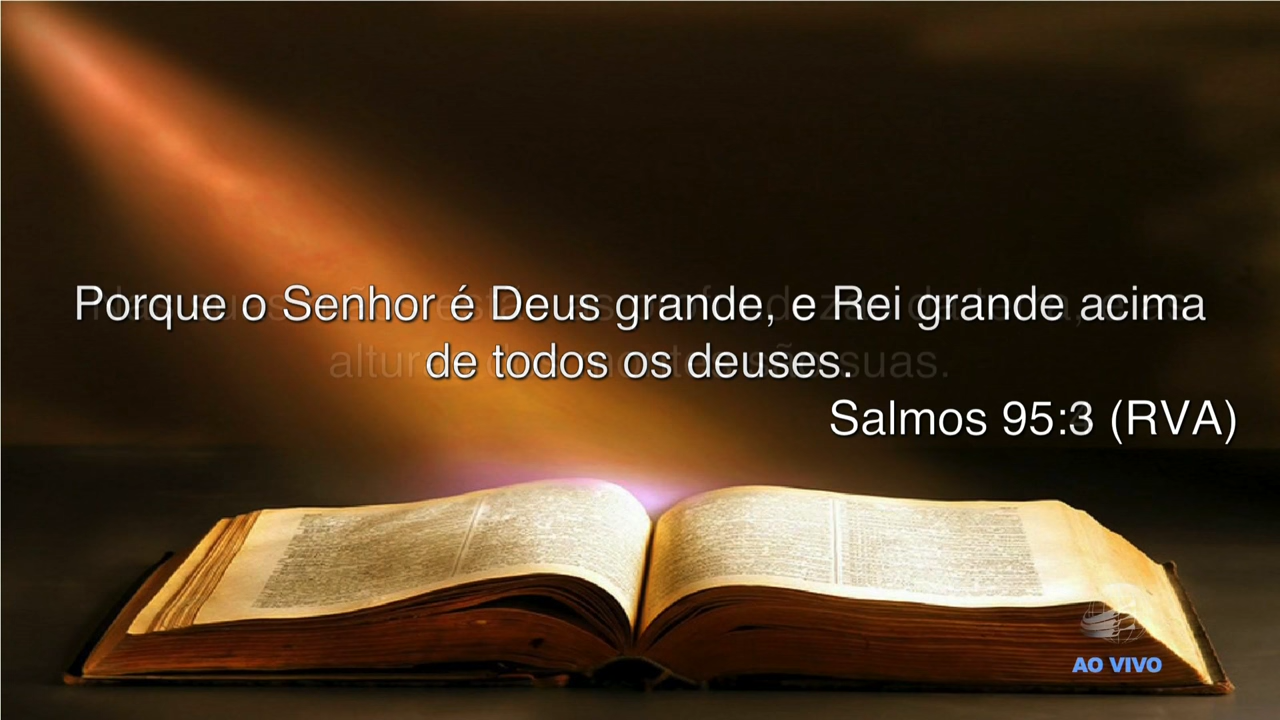 Porque o Senhor é Deus grande, e Rei grande acima
de todos os deuses.
Salmos 95:3 (RVA)
AO VIVO